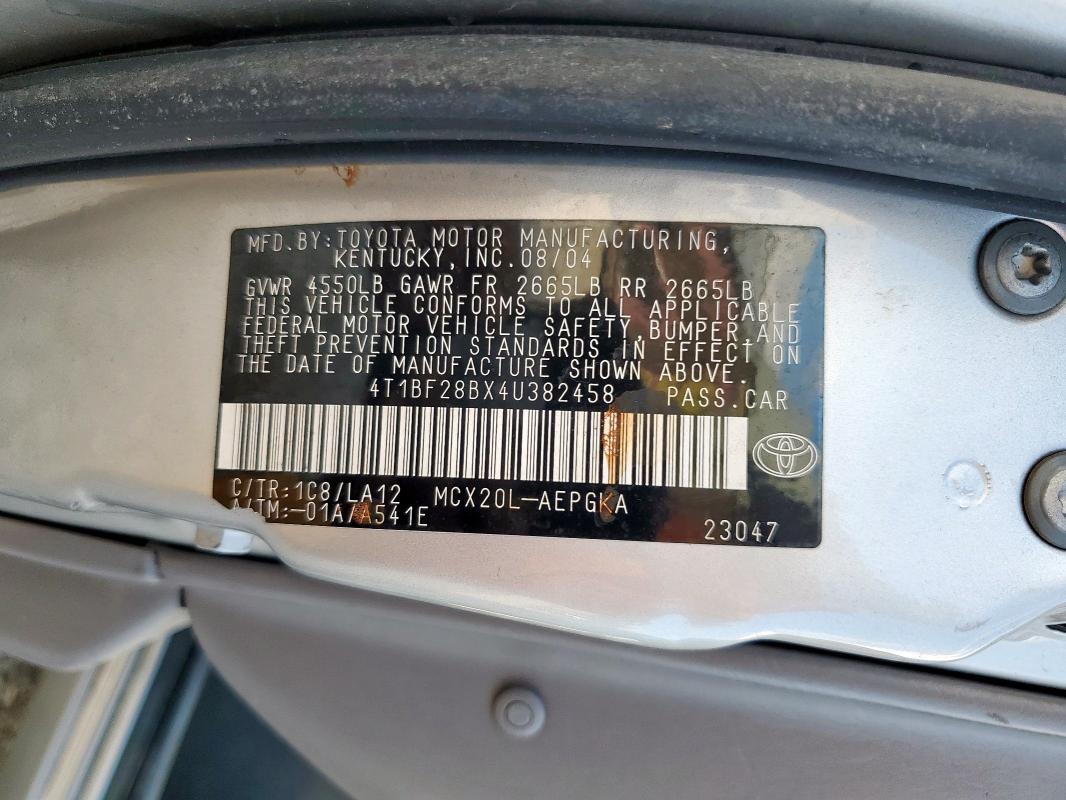 MFD.BY:TOYOTA MOTOR MANUFACTURING,
KENTUCKY,INC.08/04
GVWR 4550LB GAWR FR 2665LB RR 2665LB
THIS VEHICLE CONFORMS TO ALL APPLICABLE
FEDERAL MOTOR VEHICLE SAFETY,BUMPER,AND
THEFT PREVENTION STANDARDS IN EFFECT ON
THE DATE OF MANUFACTURE SHOWN ABOVE.
4T1BF28BX4U382458 PASS.CAR
C/TR:1C8/LA12 MCX20L-AEPGKA
A/TM:-01A/A541E
23047